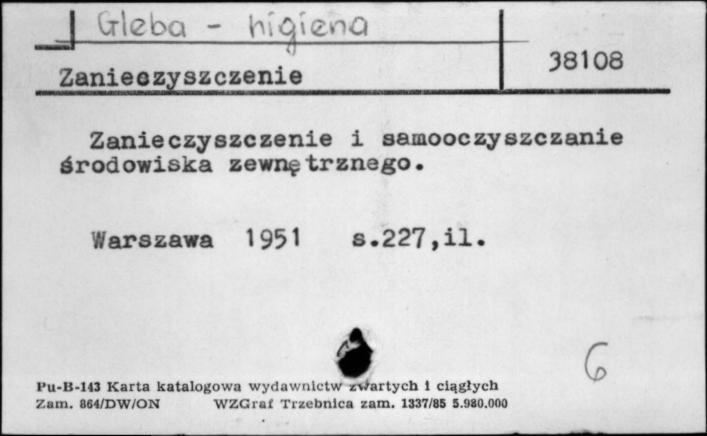 Gleba - higiena
38108
Zanieczyszczenie
Zanieczyszczenie i samooczyszczanie
środowiska zewnętrznego.
Warszawa 1951 s.227,il.
6
Pu-B-143 Karta katalogowa wydawnictw zwartych i ciągłych
Zam. 864/DW/ON WZGraf Trzebnica zam. 1337/85 5.980.000